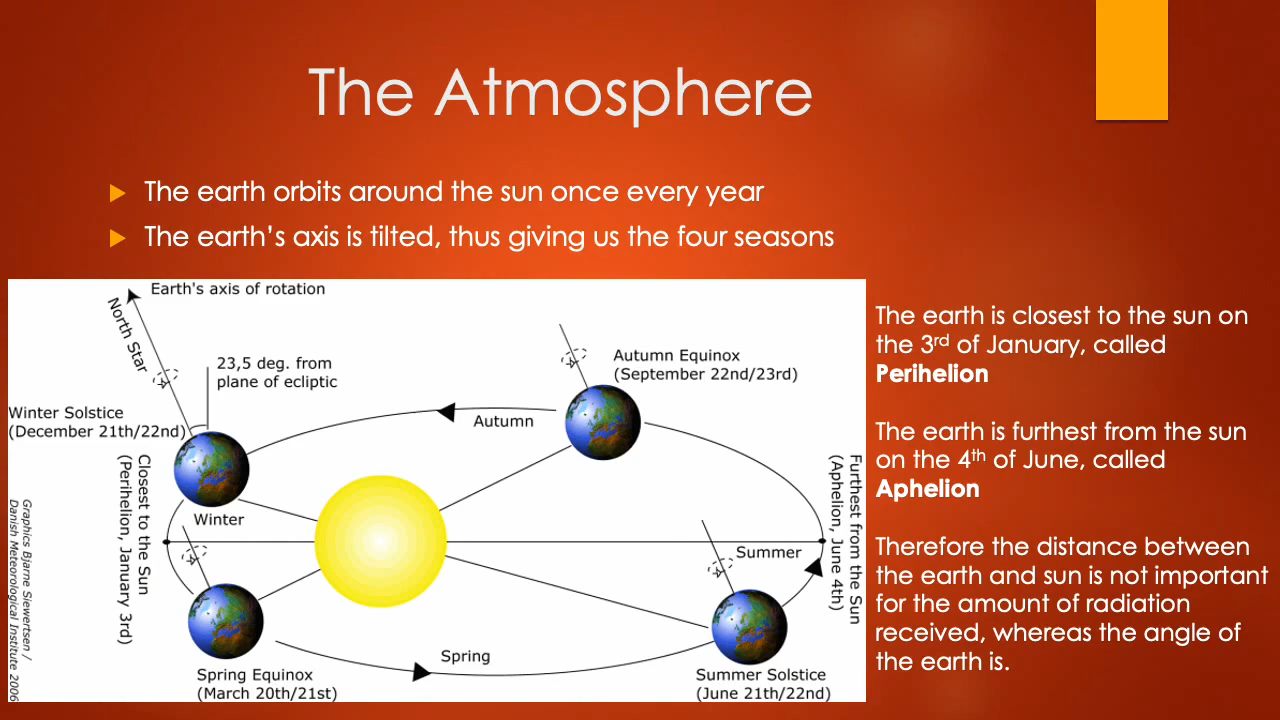 The Atmosphere
The earth orbits around the sun once every year
The earth's axis is tilted, thus giving us the four seasons
Earth's axis of rotation
North Star
23,5 deg. from
plane of ecliptic
Autumn Equinox
(September 22nd/23rd)
Winter Solstice
(December 21th/22nd)
Autumn
Closest to the Sun
(Perihelion, January 3rd)
Winter
Summer
Furthest from the Sun
(Aphelion, June 4th)
Spring
Spring Equinox
(March 20th/21st)
Summer Solstice
(June 21th/22nd)
Graphics Bjarne Siewertsen /
Danish Meteorological Institute 2006
The earth is closest to the sun on
the 3rd of January, called
Perihelion
The earth is furthest from the sun
on the 4th of June, called
Aphelion
Therefore the distance between
the earth and sun is not important
for the amount of radiation
received, whereas the angle of
the earth is.